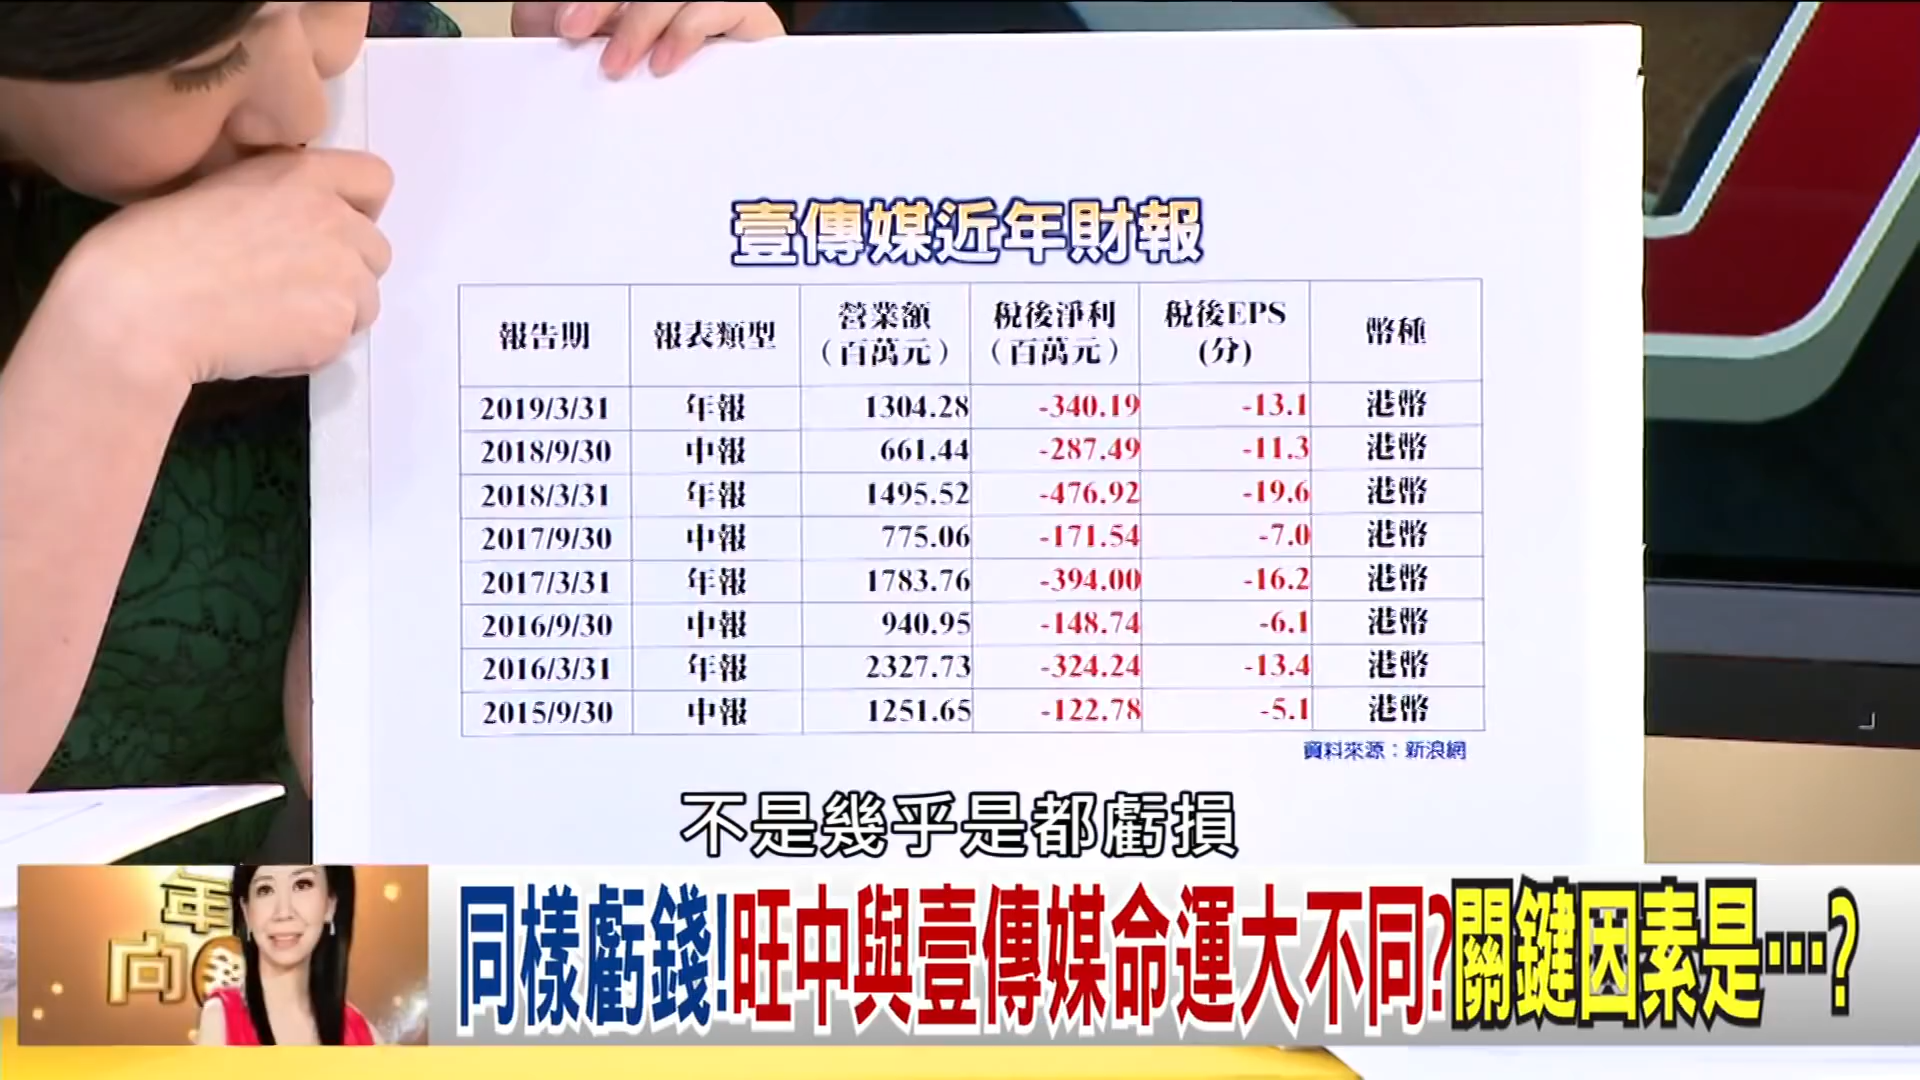 壹傳媒近年財報
報告期 報表類型 營業額（百萬元） 稅後淨利（百萬元） 稅後EPS(分) 幣種
2019/3/31 年報 1304.28 -340.19 -13.1 港幣
2018/9/30 中報 661.44 -287.49 -11.3 港幣
2018/3/31 年報 1495.52 -476.92 -19.6 港幣
2017/9/30 中報 775.06 -171.54 -7.0 港幣
2017/3/31 年報 1783.76 -394.00 -16.2 港幣
2016/9/30 中報 940.95 -148.74 -6.1 港幣
2016/3/31 年報 2327.73 -324.24 -13.4 港幣
2015/9/30 中報 1251.65 -122.78 -5.1 港幣
資料來源：新浪網
不是幾乎是都虧損
年
向
同樣虧錢!旺中與壹傳媒命運大不同?關鍵因素是…?